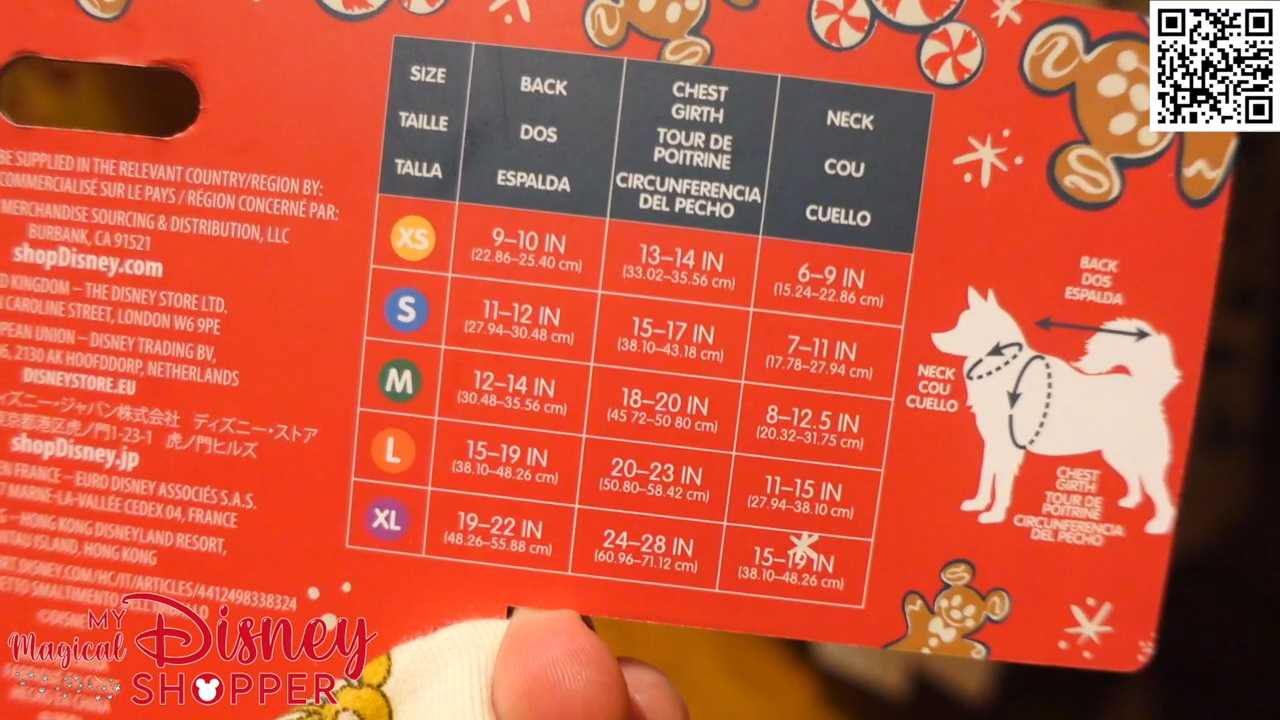 SIZE
TAILLE
TALLA
BACK
DOS
ESPALDA
CHEST
GIRTH
TOUR DE
POITRINE
CIRCUNFERENCIA
DEL PECHO
NECK
COU
CUELLO
XS
9–10 IN
(22.86–25.40 cm)
13–14 IN
(33.02–35.56 cm)
6–9 IN
(15.24–22.86 cm)
S
11–12 IN
(27.94–30.48 cm)
15–17 IN
(38.10–43.18 cm)
7–11 IN
(17.78–27.94 cm)
M
12–14 IN
(30.48–35.56 cm)
18–20 IN
(45.72–50.80 cm)
8–12.5 IN
(20.32–31.75 cm)
L
15–19 IN
(38.10–48.26 cm)
20–23 IN
(50.80–58.42 cm)
11–15 IN
(27.94–38.10 cm)
XL
19–22 IN
(48.26–55.88 cm)
24–28 IN
(60.96–71.12 cm)
15–19 IN
(38.10–48.26 cm)
BE SUPPLIED IN THE RELEVANT COUNTRY/REGION BY:
COMMERCIALISÉ SUR LE PAYS / RÉGION CONCERNÉ PAR:
MERCHANDISE SOURCING & DISTRIBUTION, LLC
BURBANK, CA 91521
shopDisney.com
KINGDOM – THE DISNEY STORE LTD.
CAROLINE STREET, LONDON W6 9PE
UNION – DISNEY TRADING BV,
2130 AK HOOFDDORP, NETHERLANDS
DISNEYSTORE.EU
ィズニー・ジャパン株式会社 ディズニー・ストア
京都港区虎ノ門1-23-1 虎ノ門ヒルズ
shopDisney.jp
EN FRANCE – EURO DISNEY ASSOCIÉS S.A.S.
MARNE-LA-VALLÉE CEDEX 04, FRANCE
– HONG KONG DISNEYLAND RESORT,
ISLAND, HONG KONG
DISNEY.COM/HC/IT/ARTICLES/4412498338324
SMALTIMENTO
BACK
DOS
ESPALDA
NECK
COU
CUELLO
CHEST
GIRTH
TOUR DE
POITRINE
CIRCUNFERENCIA
DEL PECHO
MY
Magical Disney
SHOPPER